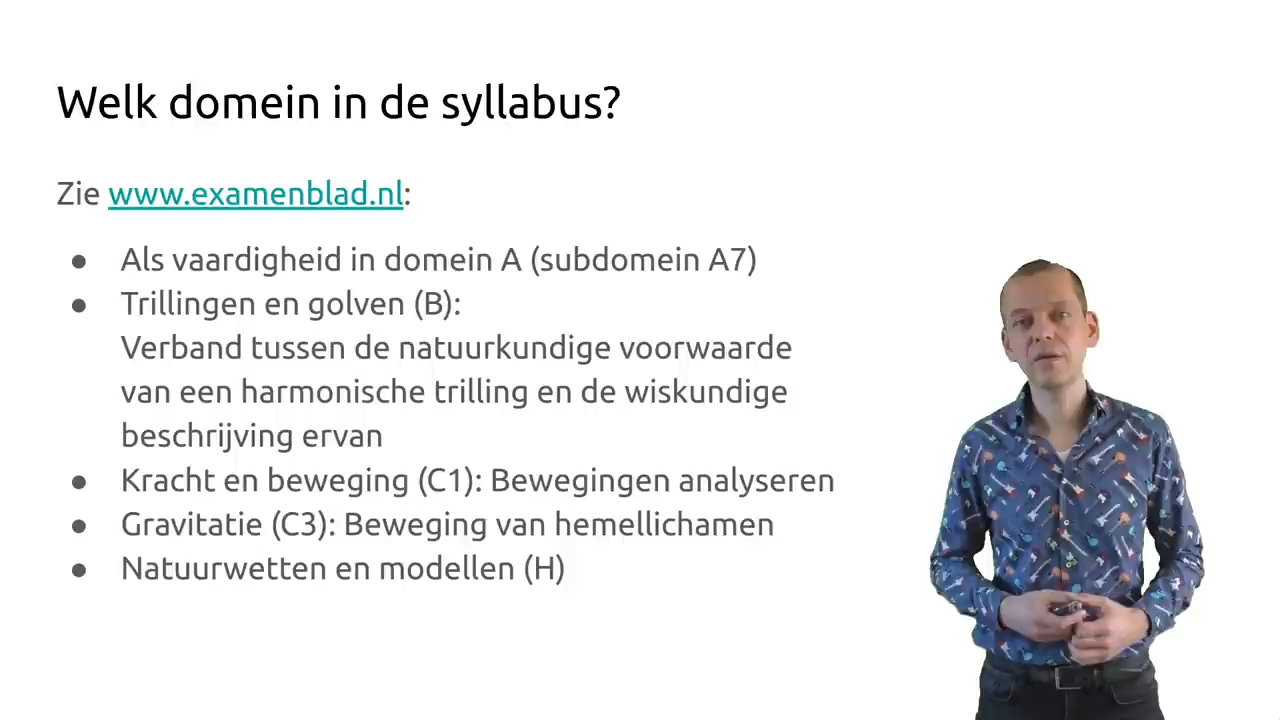 Welk domein in de syllabus?
Zie www.examenblad.nl:
● Als vaardigheid in domein A (subdomein A7)
● Trillingen en golven (B):
Verband tussen de natuurkundige voorwaarde
van een harmonische trilling en de wiskundige
beschrijving ervan
● Kracht en beweging (C1): Bewegingen analyseren
● Gravitatie (C3): Beweging van hemellichamen
● Natuurwetten en modellen (H)